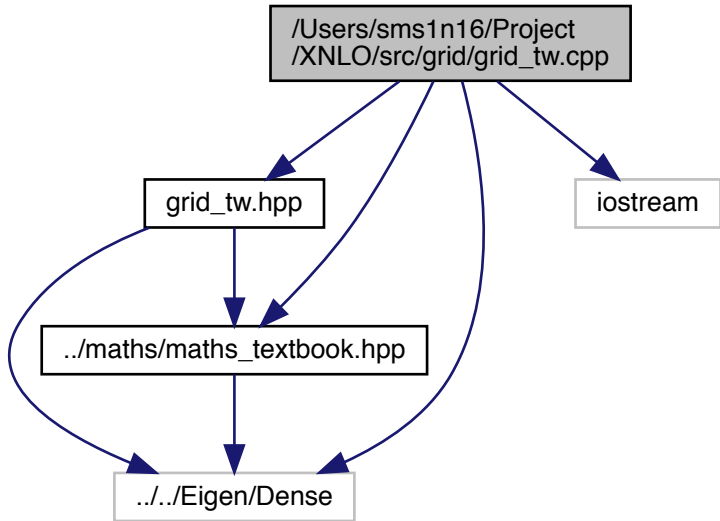 /Users/sms1n16/Project
/XNLO/src/grid/grid_tw.cpp
grid_tw.hpp
iostream
../maths/maths_textbook.hpp
../../Eigen/Dense